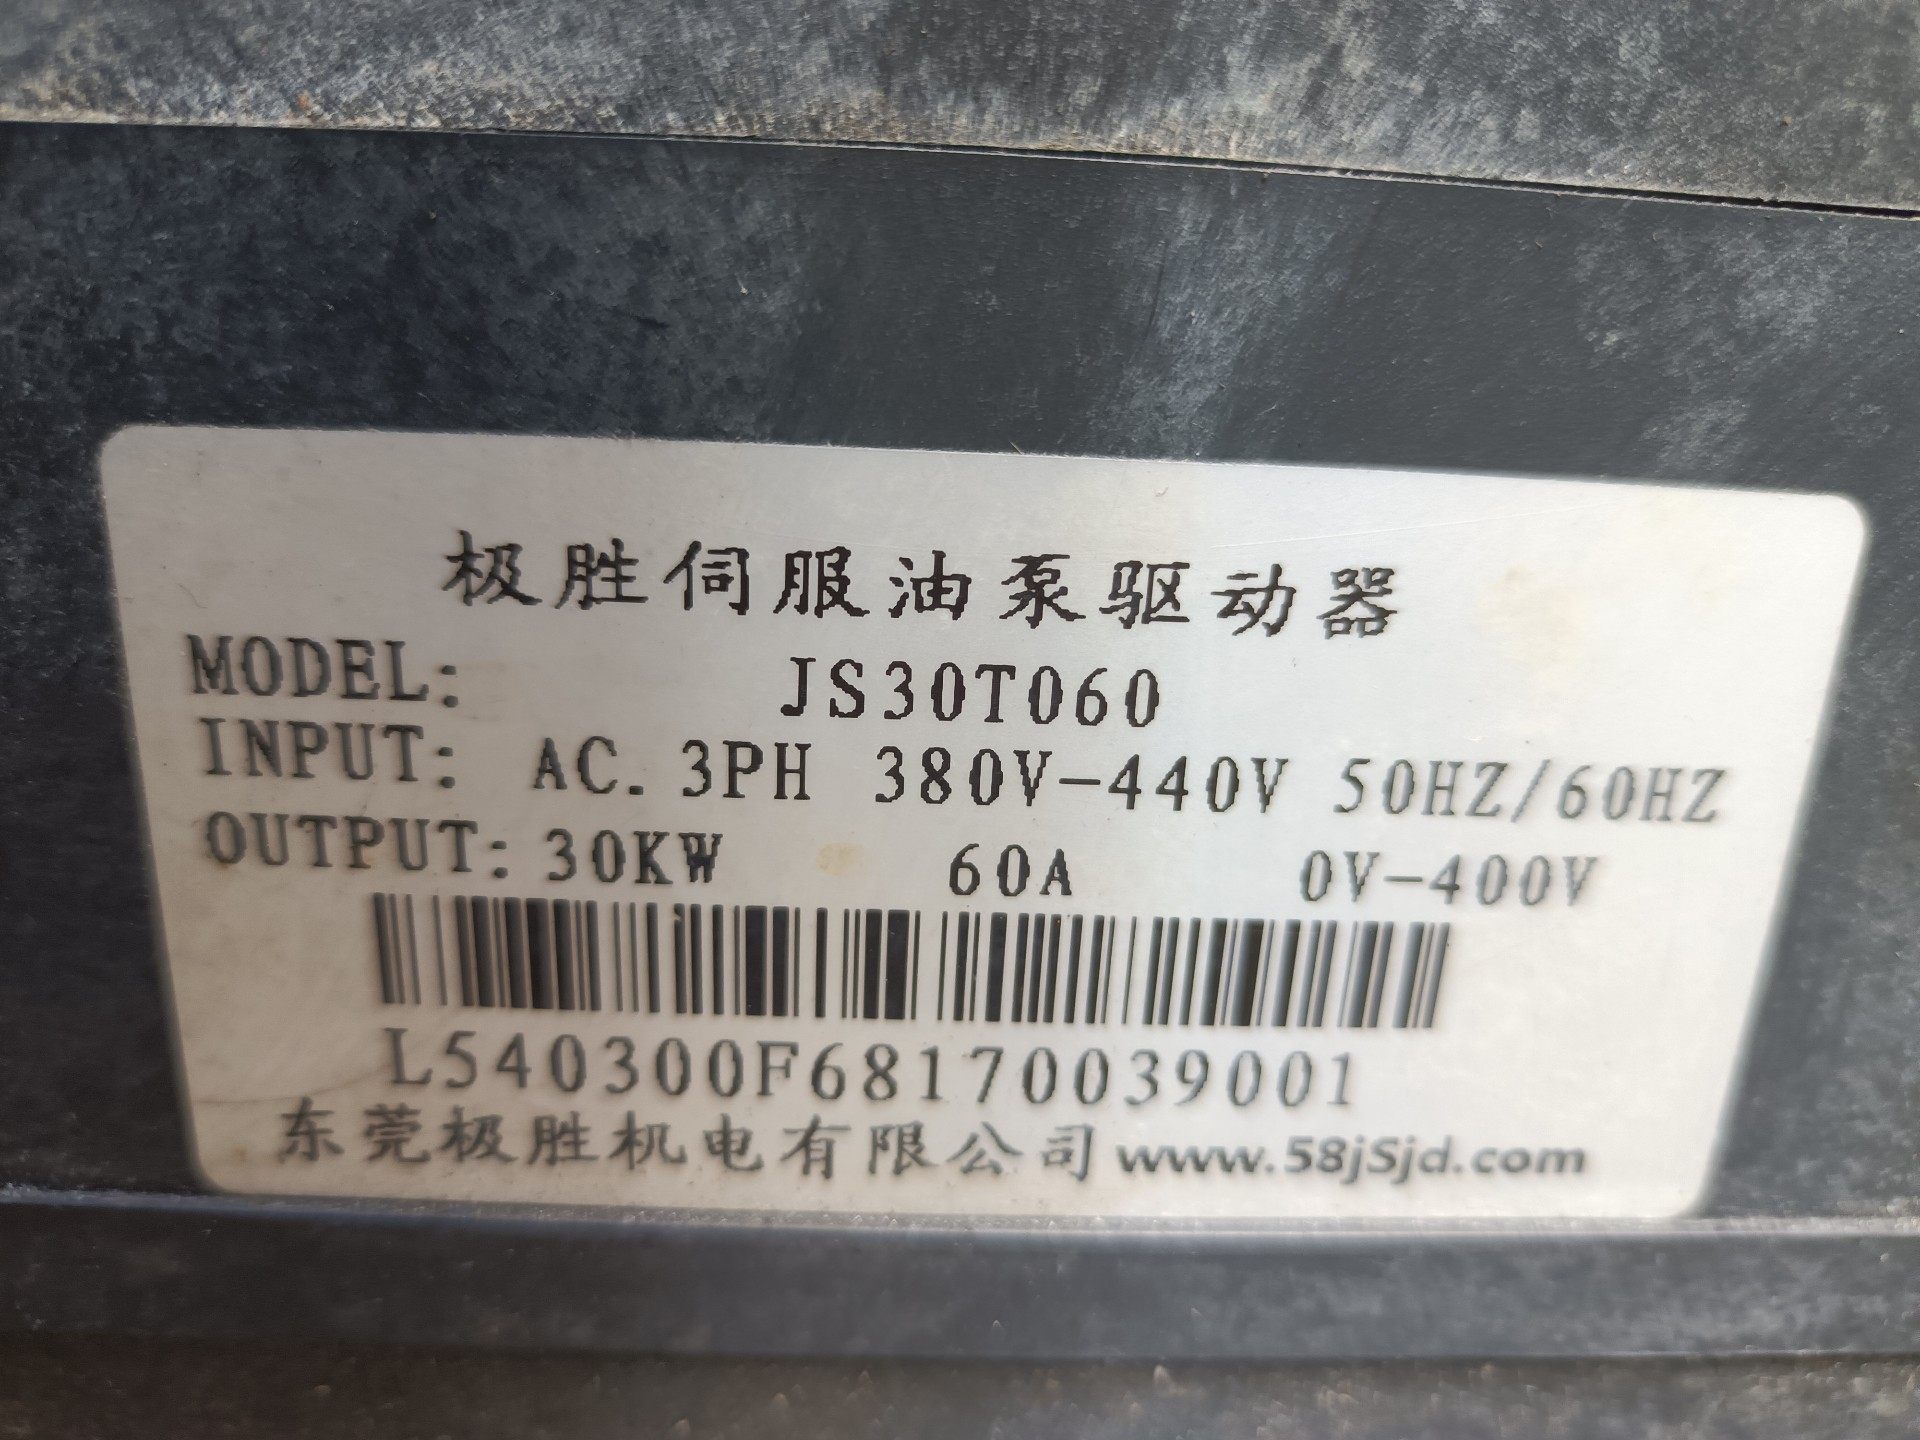 极胜伺服油泵驱动器
MODEL: JS30T060
INPUT: AC. 3PH 380V-440V 50HZ/60HZ
OUTPUT: 30KW 60A 0V-400V
L540300F68170039001
东莞极胜机电有限公司 www.58jSjd.com